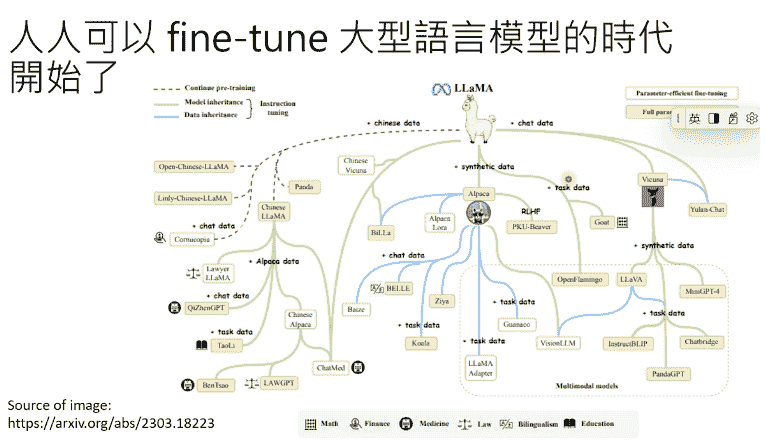 人人可以 fine-tune 大型語言模型的時代
開始了
Continue pre-training
Model inheritance
Data inheritance
Instruction
tuning
LLaMA
Parameter-efficient fine-tuning
Full para
英
+ chinese data
+ chat data
Open-Chinese-LLaMA
Linly-Chinese-LLaMA
Panda
Chinese
Vicuna
+ synthetic data
+ task data
Vicuna
Yulan-Chat
Chinese
LLaMA
+ chat data
Cornucopia
BiLLa
Alpaca
Alpaca
Lora
RLHF
PKU-Beaver
Goat
+ synthetic data
+ Alpaca data
Lawyer
LLaMA
+ chat data
QiZhenGPT
+ task data
TaoLi
+ chat data
BELLE
Baize
Ziya
OpenFlamingo
LLaVA
MiniGPT-4
+ task data
Guanaco
+ task data
Chinese
Alpaca
Koala
+ task data
VisionLLM
InstructBLIP
Chatbridge
ChatMed
LLaMA
Adapter
PandaGPT
BenTsao
LAWGPT
Multimodal models
Source of image:
https://arxiv.org/abs/2303.18223
Math
Finance
Medicine
Law
Bilingualism
Education